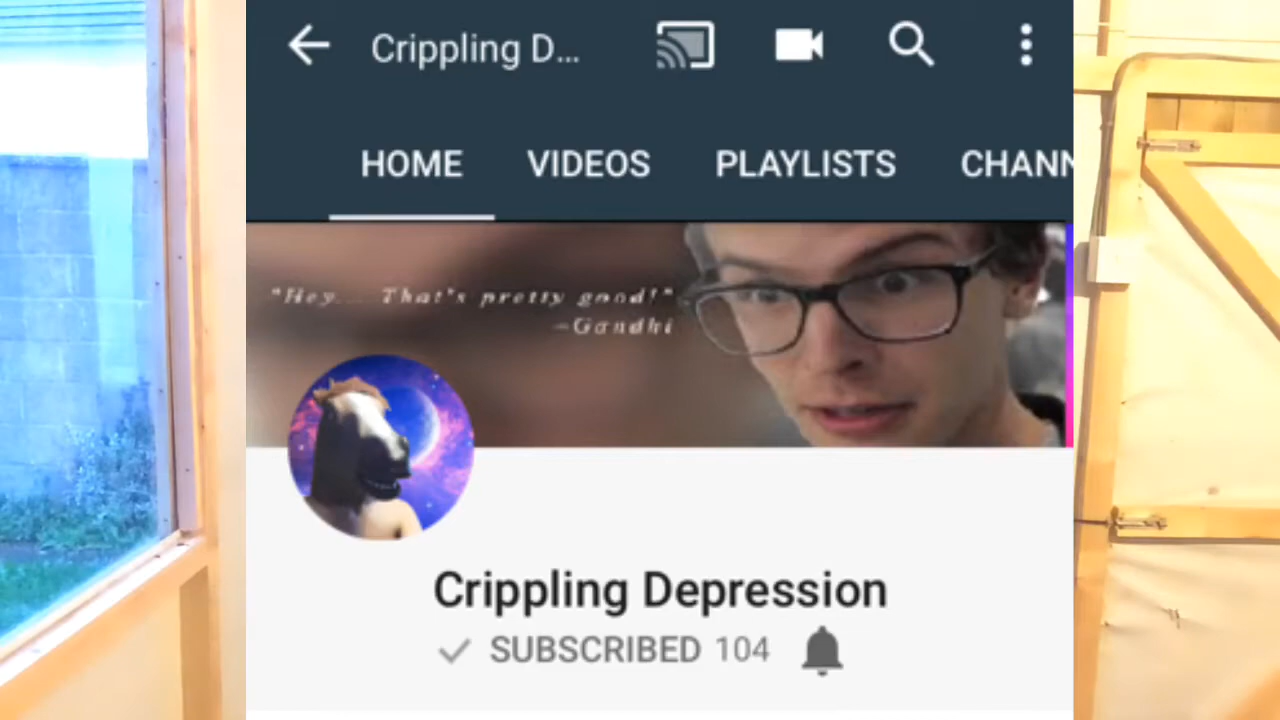 Crippling D...
HOME VIDEOS PLAYLISTS CHANN
"Hey.... That's pretty good!"
-Gandhi
Crippling Depression
SUBSCRIBED 104